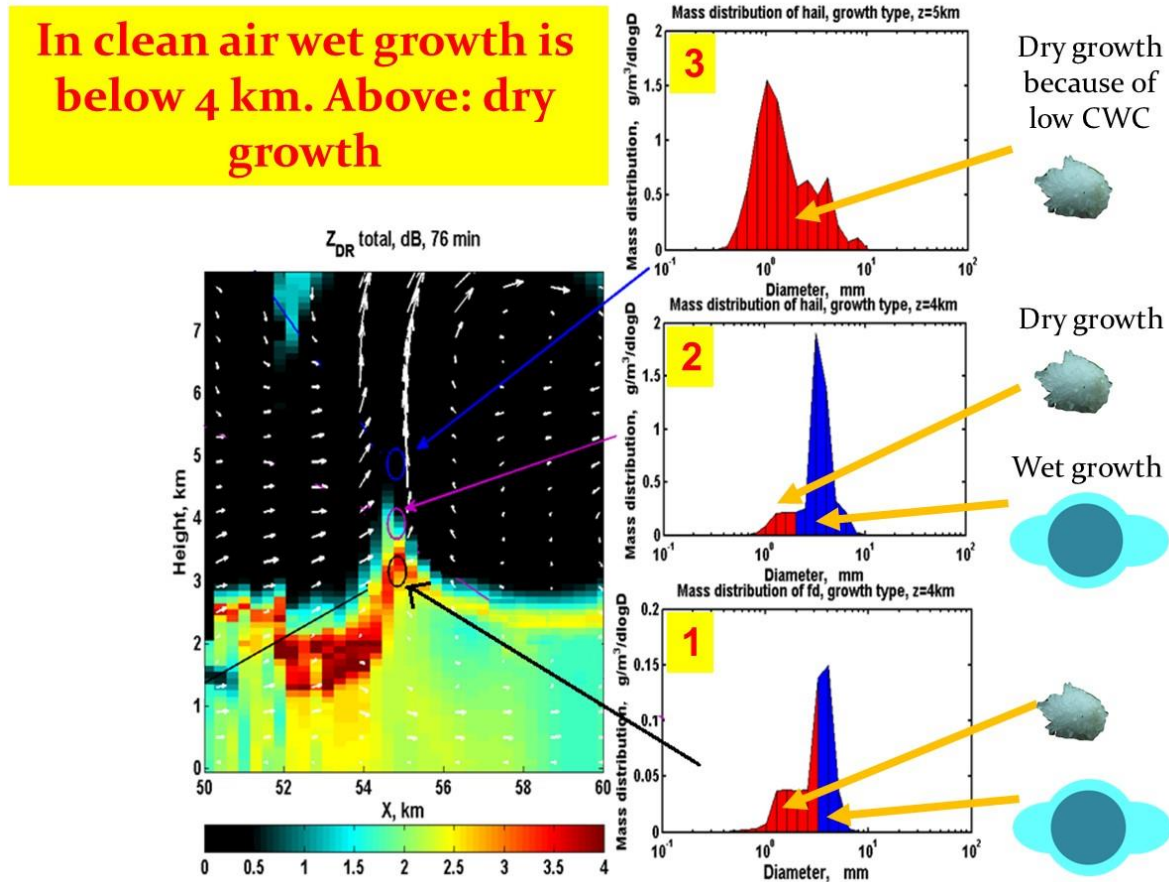 In clean air wet growth is
below 4 km. Above: dry
growth
Z_DR total, dB, 76 min
Height, km
7
6
5
4
3
2
1
0
50 52 54 56 58 60
X, km
0 0.5 1 1.5 2 2.5 3 3.5 4
Mass distribution of hail, growth type, z=5km
3
Mass distribution, g/m³/dlogD
2
1.5
1
0.5
0
10⁻¹ 10⁰ 10¹ 10²
Diameter, mm
Dry growth
because of
low CWC
Mass distribution of hail, growth type, z=4km
2
Mass distribution, g/m³/dlogD
2
1.5
1
0.5
0
10⁻¹ 10⁰ 10¹ 10²
Diameter, mm
Dry growth
Wet growth
Mass distribution of fd, growth type, z=4km
1
Mass distribution, g/m³/dlogD
0.2
0.15
0.1
0.05
0
10⁻¹ 10⁰ 10¹ 10²
Diameter, mm